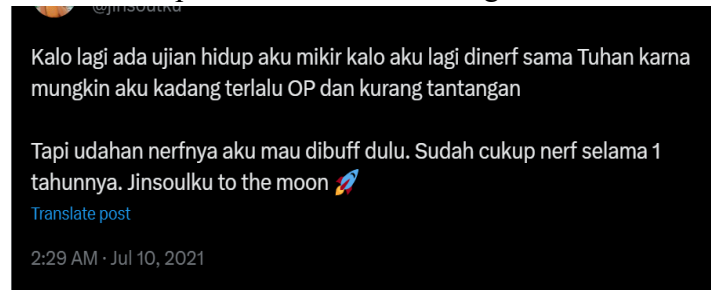 @jinsoulku
Kalo lagi ada ujian hidup aku mikir kalo aku lagi dinerf sama Tuhan karna
mungkin aku kadang terlalu OP dan kurang tantangan
Tapi udahan nerfnya aku mau dibuff dulu. Sudah cukup nerf selama 1
tahunnya. Jinsoulku to the moon 🚀
Translate post
2:29 AM · Jul 10, 2021